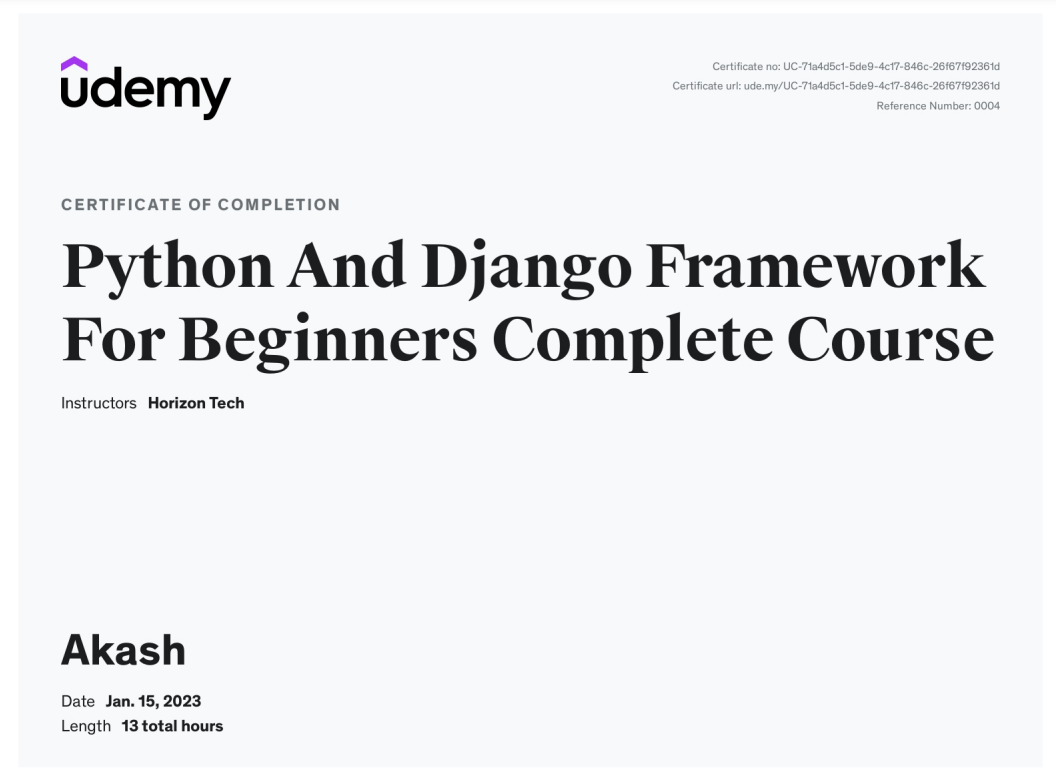 udemy
Certificate no: UC-71a4d5c1-5de9-4c17-846c-26f67f92361d
Certificate url: ude.my/UC-71a4d5c1-5de9-4c17-846c-26f67f92361d
Reference Number: 0004
CERTIFICATE OF COMPLETION
Python And Django Framework
For Beginners Complete Course
Instructors Horizon Tech
Akash
Date Jan. 15, 2023
Length 13 total hours